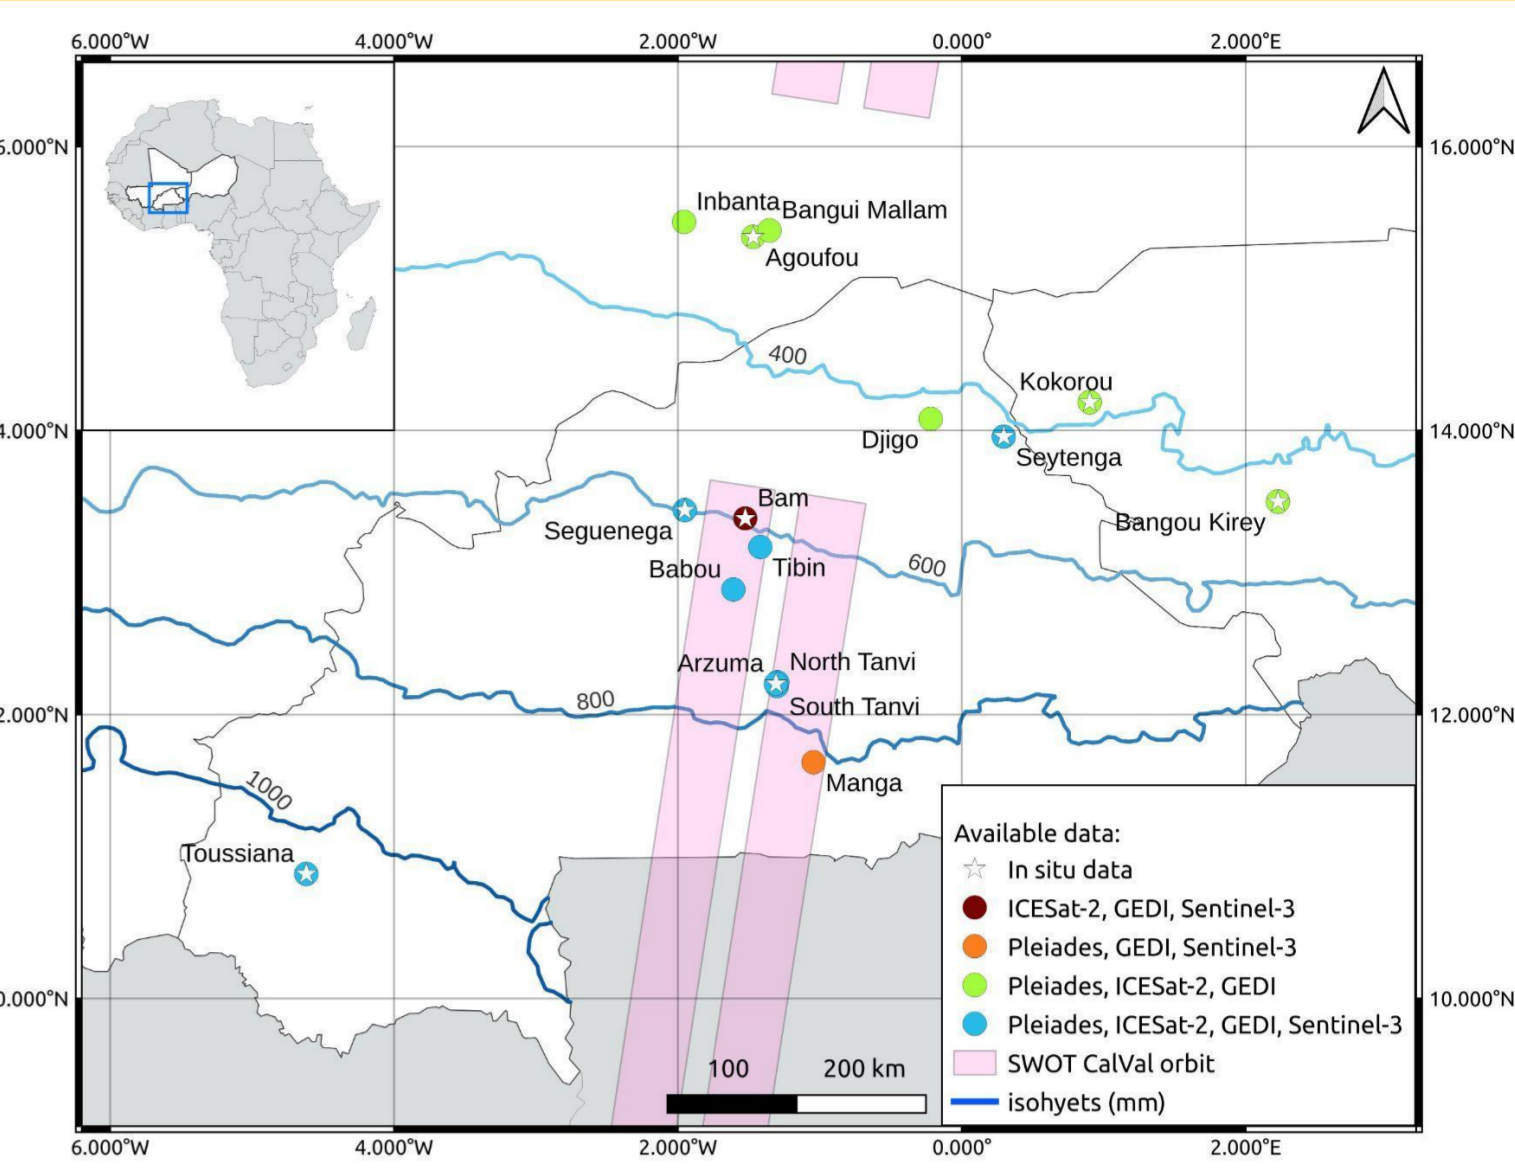 6.000°W 4.000°W 2.000°W 0.000° 2.000°E
5.000°N 16.000°N
Inbanta
Bangui Mallam
Agoufou
400
Kokorou
4.000°N 14.000°N
Djigo
Seytenga
Bam
Seguenega
Bangou Kirey
Babou
Tibin
600
Arzuma
North Tanvi
South Tanvi
800
2.000°N 12.000°N
Manga
1000
Toussiana
Available data:
In situ data
ICESat-2, GEDI, Sentinel-3
Pleiades, GEDI, Sentinel-3
Pleiades, ICESat-2, GEDI
0.000°N 10.000°N
Pleiades, ICESat-2, GEDI, Sentinel-3
SWOT CalVal orbit
100 200 km
isohyets (mm)
6.000°W 4.000°W 2.000°W 0.000° 2.000°E